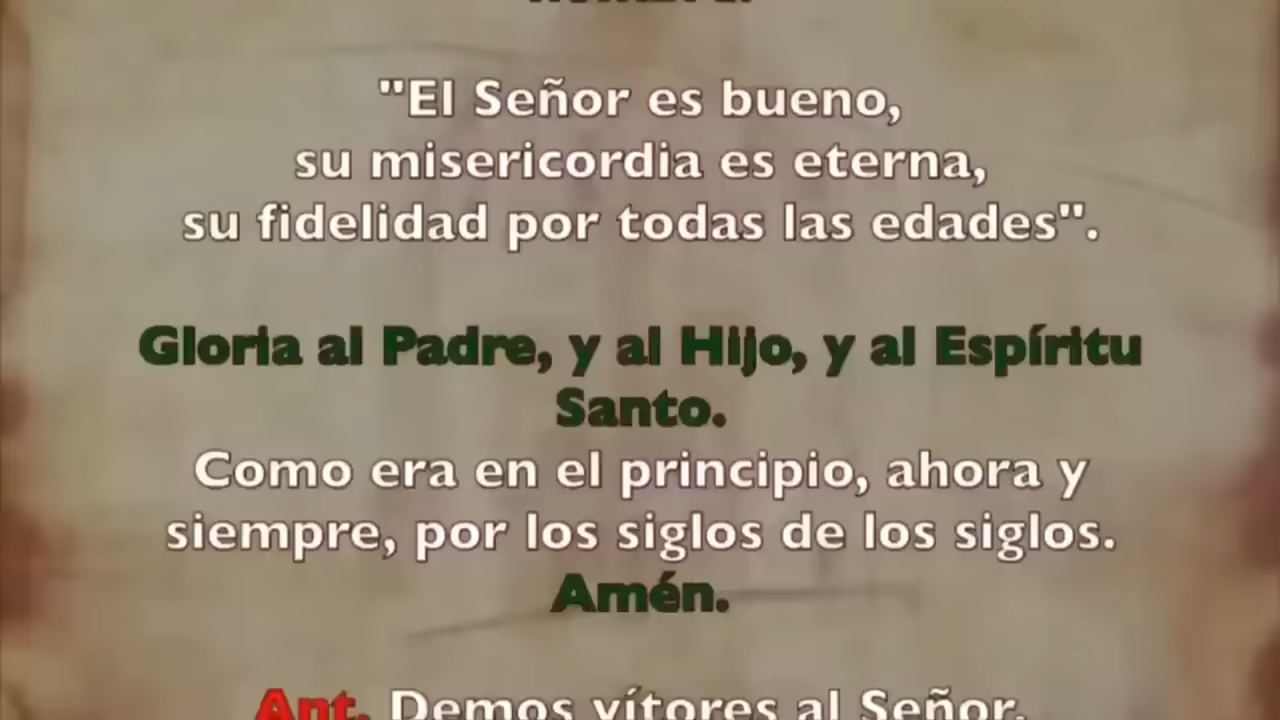 "El Señor es bueno,
su misericordia es eterna,
su fidelidad por todas las edades".
Gloria al Padre, y al Hijo, y al Espíritu
Santo.
Como era en el principio, ahora y
siempre, por los siglos de los siglos.
Amén.
Ant. Demos vítores al Señor,